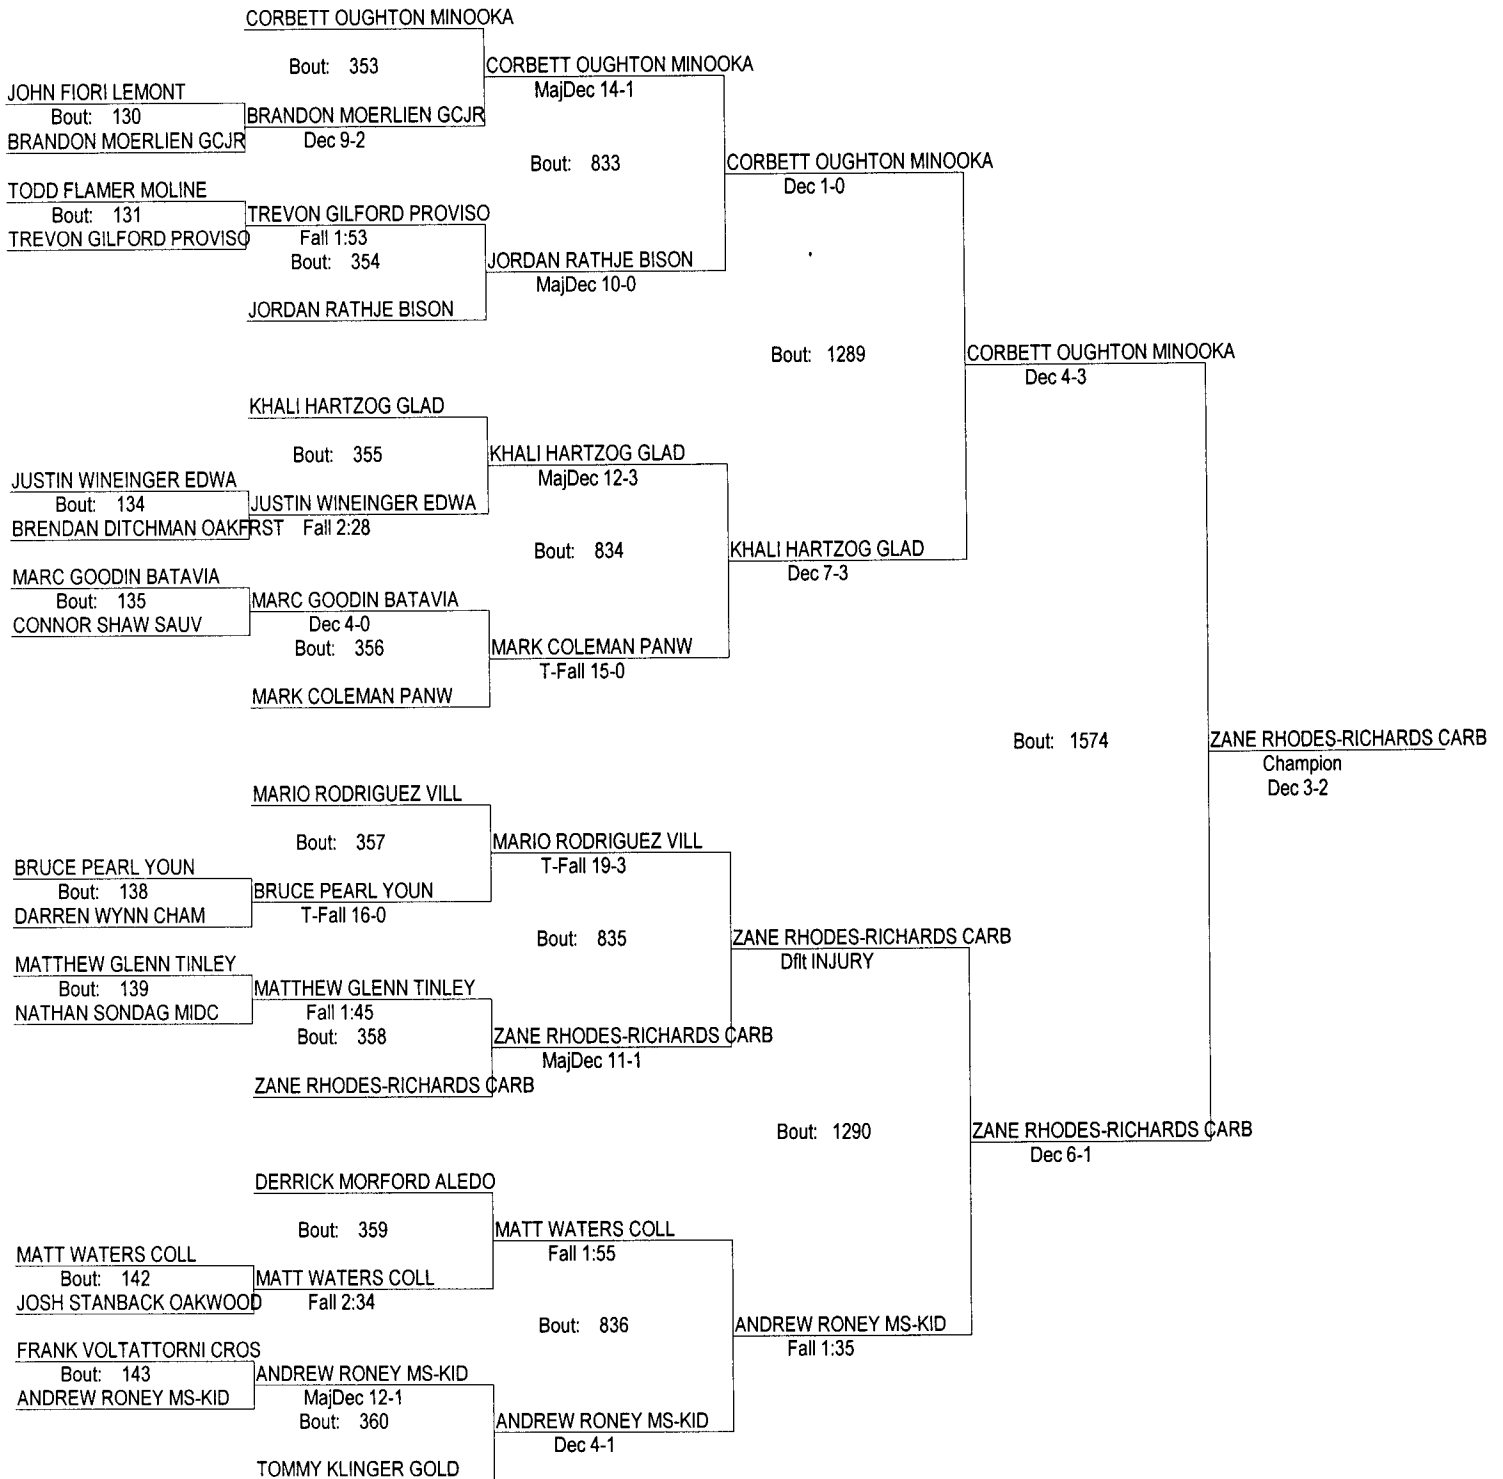 CORBETT OUGHTON MINOOKA
Bout: 353
CORBETT OUGHTON MINOOKA
MajDec 14-1
JOHN FIORI LEMONT
Bout: 130
BRANDON MOERLIEN GCJR
BRANDON MOERLIEN GCJR
Dec 9-2
Bout: 833
CORBETT OUGHTON MINOOKA
Dec 1-0
TODD FLAMER MOLINE
Bout: 131
TREVON GILFORD PROVISO
TREVON GILFORD PROVISO
Fall 1:53
Bout: 354
JORDAN RATHJE BISON
MajDec 10-0
JORDAN RATHJE BISON
Bout: 1289
CORBETT OUGHTON MINOOKA
Dec 4-3
KHALI HARTZOG GLAD
Bout: 355
KHALI HARTZOG GLAD
MajDec 12-3
JUSTIN WINEINGER EDWA
Bout: 134
BRENDAN DITCHMAN OAKFRST
JUSTIN WINEINGER EDWA
Fall 2:28
Bout: 834
KHALI HARTZOG GLAD
Dec 7-3
MARC GOODIN BATAVIA
Bout: 135
CONNOR SHAW SAUV
MARC GOODIN BATAVIA
Dec 4-0
Bout: 356
MARK COLEMAN PANW
T-Fall 15-0
MARK COLEMAN PANW
Bout: 1574
ZANE RHODES-RICHARDS CARB
Champion
Dec 3-2
MARIO RODRIGUEZ VILL
Bout: 357
MARIO RODRIGUEZ VILL
T-Fall 19-3
BRUCE PEARL YOUN
Bout: 138
DARREN WYNN CHAM
BRUCE PEARL YOUN
T-Fall 16-0
Bout: 835
ZANE RHODES-RICHARDS CARB
Dflt INJURY
MATTHEW GLENN TINLEY
Bout: 139
NATHAN SONDAG MIDC
MATTHEW GLENN TINLEY
Fall 1:45
Bout: 358
ZANE RHODES-RICHARDS CARB
MajDec 11-1
ZANE RHODES-RICHARDS CARB
Bout: 1290
ZANE RHODES-RICHARDS CARB
Dec 6-1
DERRICK MORFORD ALEDO
Bout: 359
MATT WATERS COLL
Fall 1:55
MATT WATERS COLL
Bout: 142
JOSH STANBACK OAKWOOD
MATT WATERS COLL
Fall 2:34
Bout: 836
ANDREW RONEY MS-KID
Fall 1:35
FRANK VOLTATTORNI CROS
Bout: 143
ANDREW RONEY MS-KID
ANDREW RONEY MS-KID
MajDec 12-1
Bout: 360
ANDREW RONEY MS-KID
Dec 4-1
TOMMY KLINGER GOLD